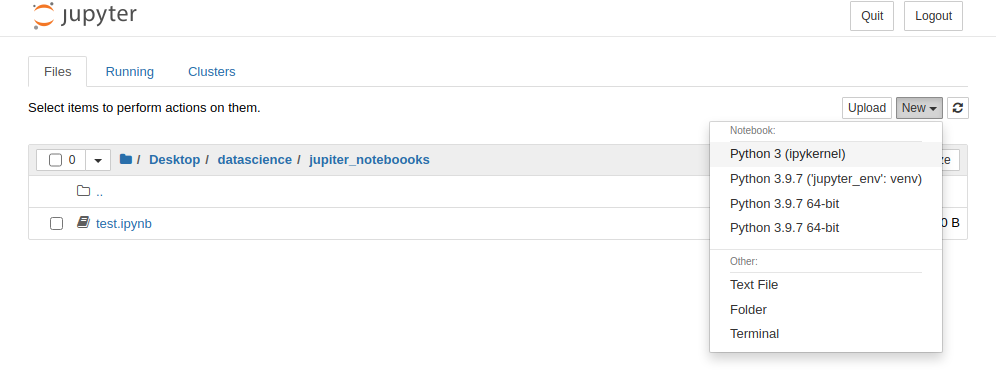 jupyter
Quit
Logout
Files
Running
Clusters
Select items to perform actions on them.
Upload
New
Notebook:
0
/ Desktop / datascience / jupiter_noteboooks
Python 3 (ipykernel)
ze
Python 3.9.7 ('jupyter_env': venv)
..
Python 3.9.7 64-bit
test.ipynb
Python 3.9.7 64-bit
0 B
Other:
Text File
Folder
Terminal